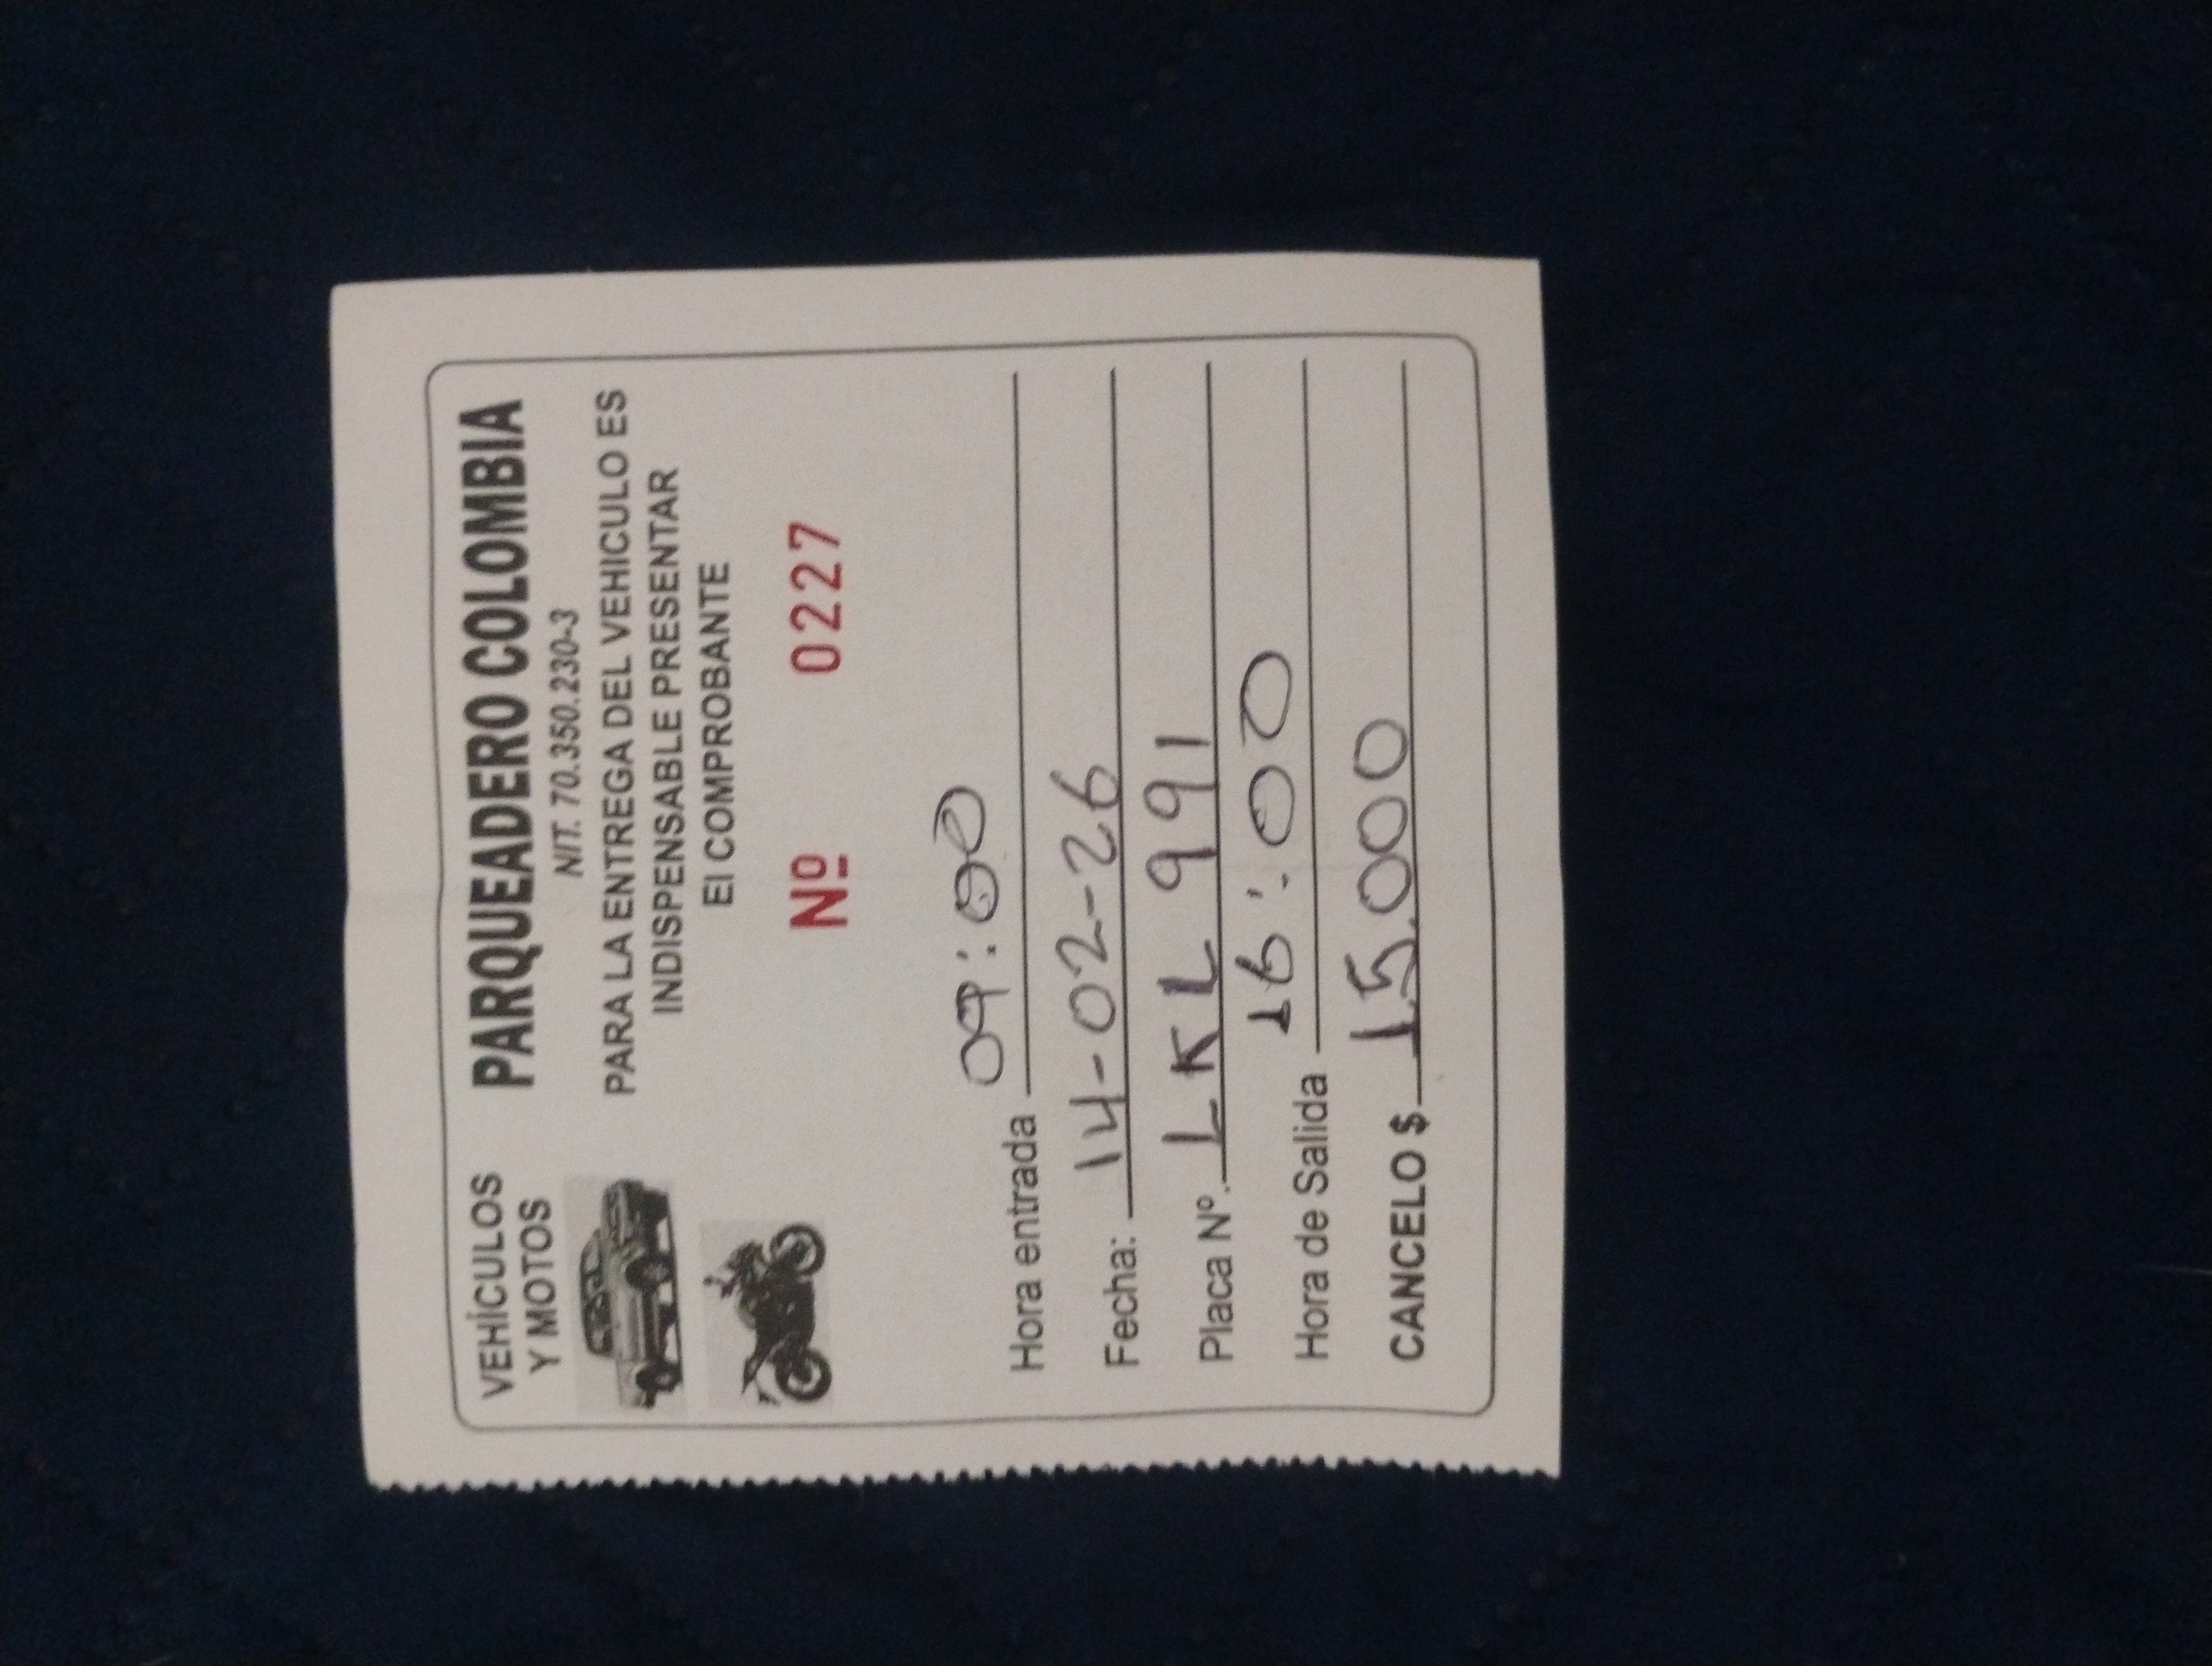 VEHÍCULOS
Y MOTOS
PARQUEADERO COLOMBIA
NIT. 70.350.230-3
PARA LA ENTREGA DEL VEHICULO ES
INDISPENSABLE PRESENTAR
El COMPROBANTE
Nº 0227
Hora entrada 09:00
Fecha: 14-02-26
Placa Nº. LKL 991
Hora de Salida 16:00
CANCELO $ 15.000